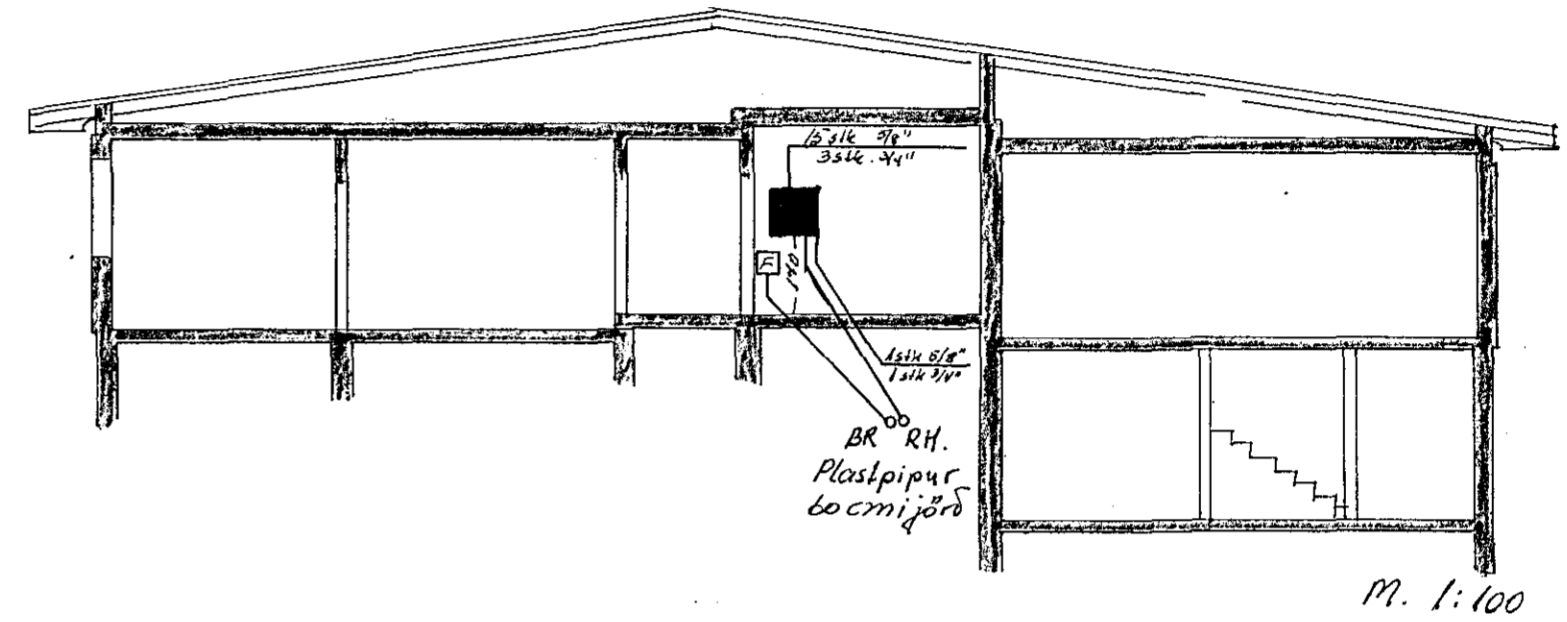 15 stk 5/8"
3 stk. 3/4"
F
1 stk 5/8"
1 stk 3/4"
BR RH.
Plastpipur
60 cm i jörð
M. 1:100